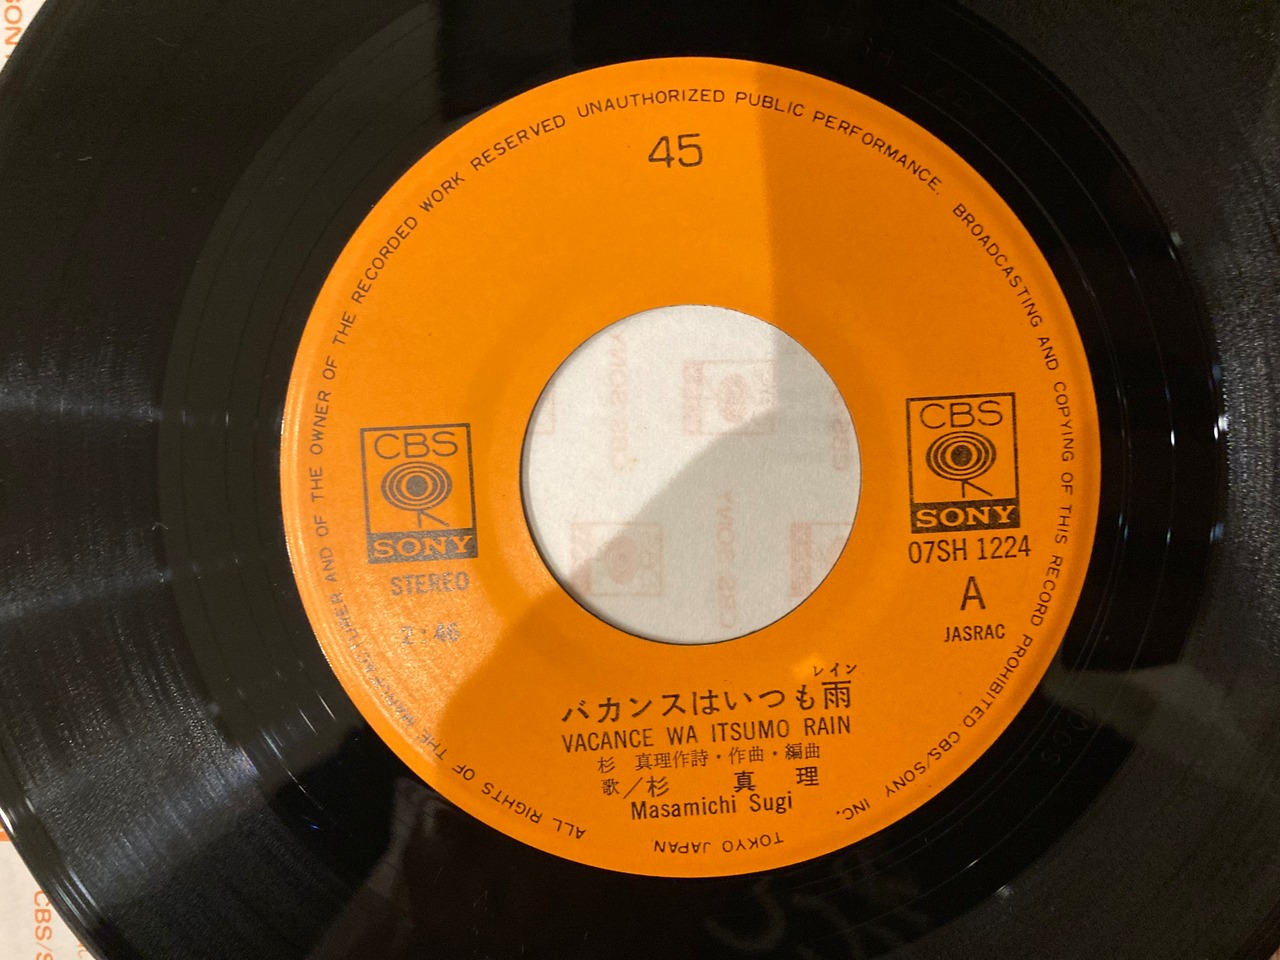 45
ALL RIGHTS OF THE MANUFACTURER AND OF THE OWNER OF THE RECORDED WORK RESERVED UNAUTHORIZED PUBLIC PERFORMANCE. BROADCASTING AND COPYING OF THIS RECORD PROHIBITED. CBS/SONY INC.
TOKYO JAPAN
CBS
SONY
STEREO
2:46
CBS
SONY
07SH 1224
A
JASRAC
レイン
バカンスはいつも雨
VACANCE WA ITSUMO RAIN
杉 真理作詩・作曲・編曲
歌/杉 真 理
Masamichi Sugi